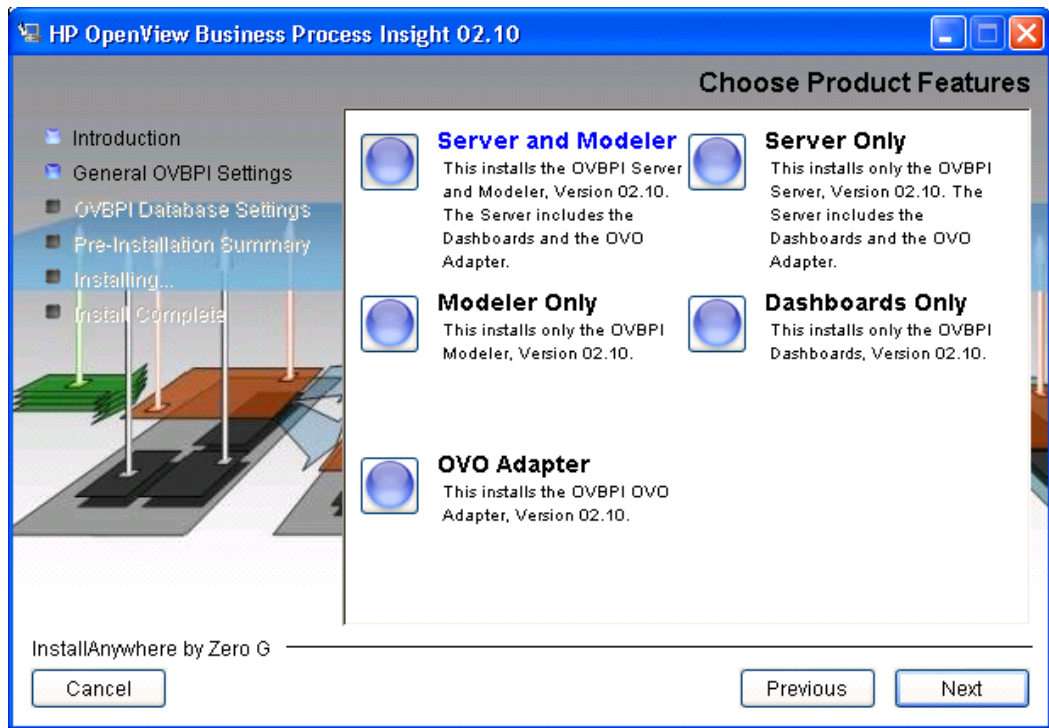 HP OpenView Business Process Insight 02.10
Choose Product Features
Introduction
General OVBPI Settings
OVBPI Database Settings
Pre-Installation Summary
Installing...
Install Complete
Server and Modeler
This installs the OVBPI Server
and Modeler, Version 02.10.
The Server includes the
Dashboards and the OVO
Adapter.
Server Only
This installs only the OVBPI
Server, Version 02.10. The
Server includes the
Dashboards and the OVO
Adapter.
Modeler Only
This installs only the OVBPI
Modeler, Version 02.10.
Dashboards Only
This installs only the OVBPI
Dashboards, Version 02.10.
OVO Adapter
This installs the OVBPI OVO
Adapter, Version 02.10.
InstallAnywhere by Zero G
Cancel
Previous
Next